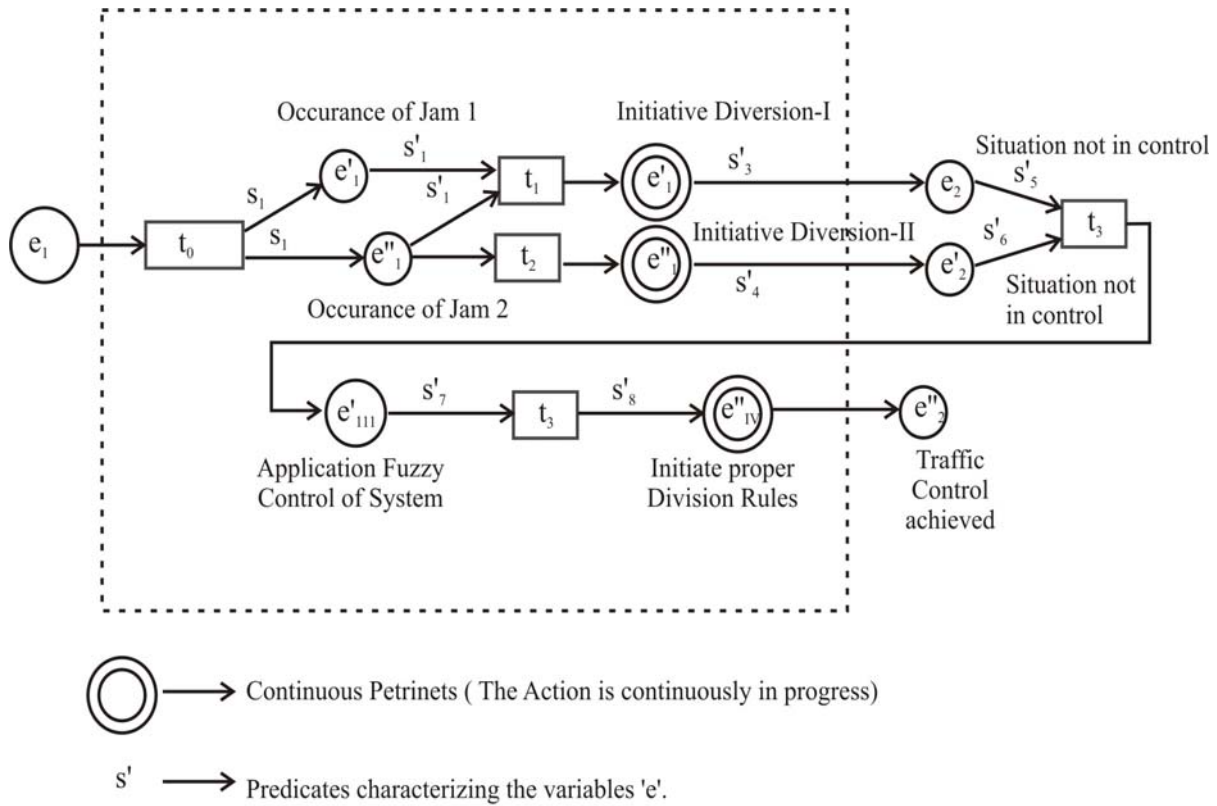 Occurance of Jam 1
Initiative Diversion-I
Situation not in control
e₁
t₀
s₁
s₁
e'₁
s'₁
s'₁
t₁
e'₁
s'₃
e₂
s'₅
t₃
e"₁
t₂
e"₁
Initiative Diversion-II
s'₄
e'₂
s'₆
Occurance of Jam 2
Situation not
in control
e'₁₁₁
s'₇
t₃
s'₈
e"IV
e"₂
Application Fuzzy
Control of System
Initiate proper
Division Rules
Traffic
Control
achieved
Continuous Petrinets ( The Action is continuously in progress)
s'
Predicates characterizing the variables 'e'.